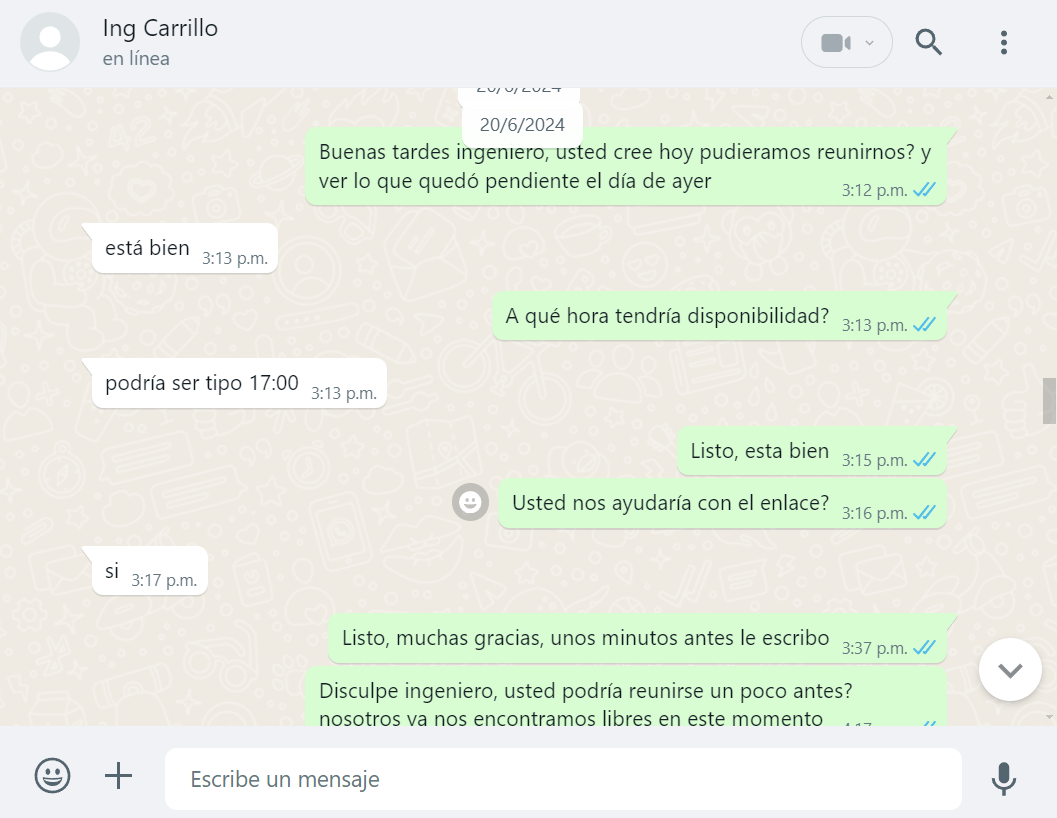 Ing Carrillo
en línea
20/6/2024
20/6/2024
Buenas tardes ingeniero, usted cree hoy pudieramos reunirnos? y
ver lo que quedó pendiente el día de ayer
3:12 p.m.
está bien
3:13 p.m.
A qué hora tendría disponibilidad?
3:13 p.m.
podría ser tipo 17:00
3:13 p.m.
Listo, esta bien
3:15 p.m.
Usted nos ayudaría con el enlace?
3:16 p.m.
si
3:17 p.m.
Listo, muchas gracias, unos minutos antes le escribo
3:37 p.m.
Disculpe ingeniero, usted podría reunirse un poco antes?
nosotros ya nos encontramos libres en este momento
Escribe un mensaje